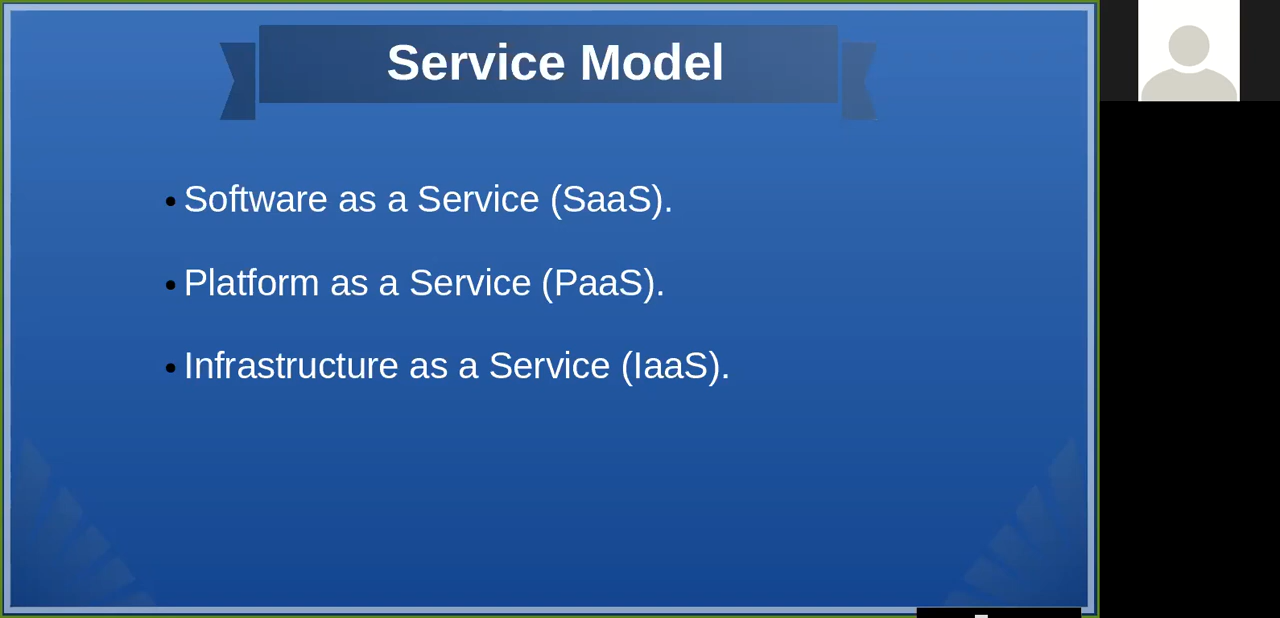 Service Model
• Software as a Service (SaaS).
• Platform as a Service (PaaS).
• Infrastructure as a Service (IaaS).